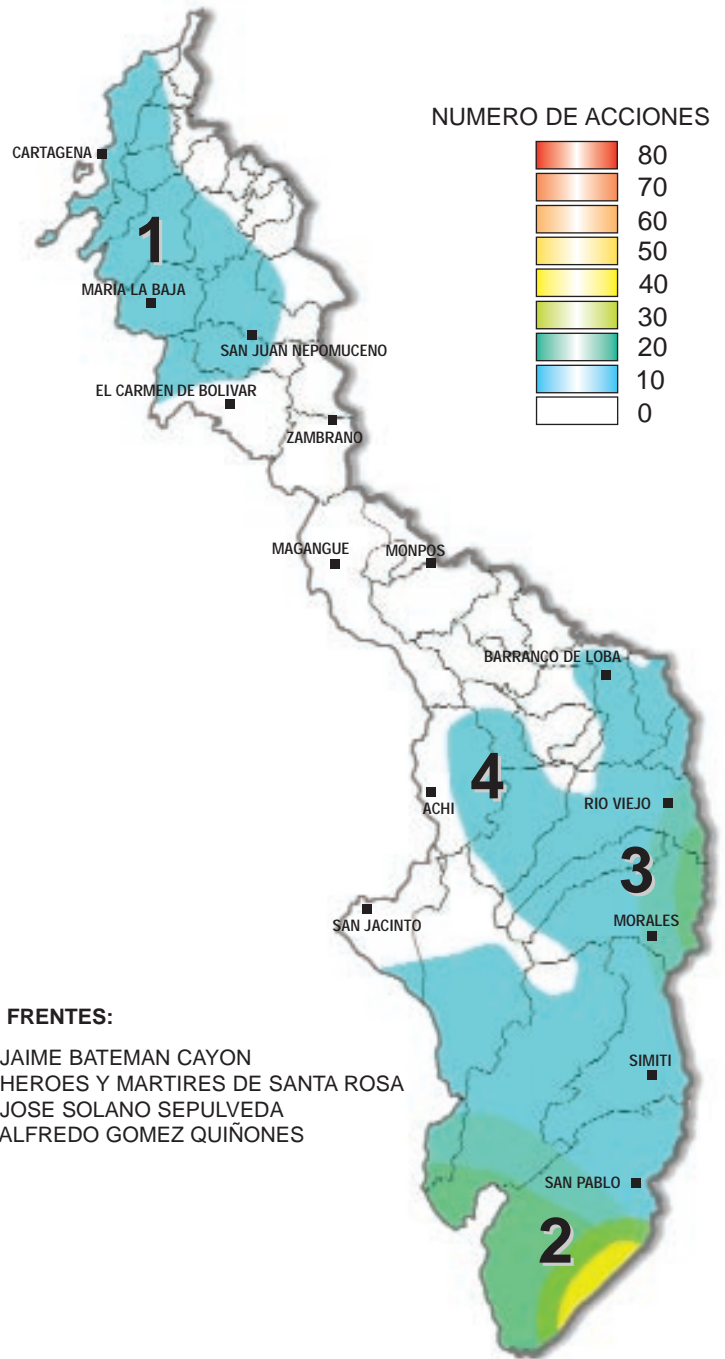 NUMERO DE ACCIONES
80
70
60
50
40
30
20
10
0
CARTAGENA
1
MARIA LA BAJA
SAN JUAN NEPOMUCENO
EL CARMEN DE BOLIVAR
ZAMBRANO
MAGANGUE
MONPOS
BARRANCO DE LOBA
4
ACHI
RIO VIEJO
3
SAN JACINTO
MORALES
SIMITI
SAN PABLO
2
FRENTES:
JAIME BATEMAN CAYON
HEROES Y MARTIRES DE SANTA ROSA
JOSE SOLANO SEPULVEDA
ALFREDO GOMEZ QUIÑONES